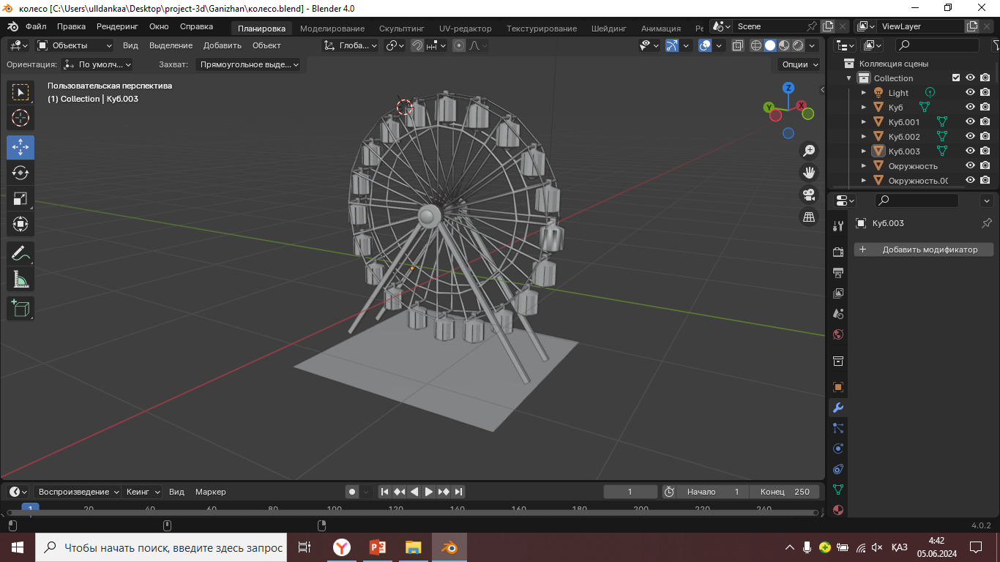 колесо [C:\Users\ulldankaa\Desktop\project-3d\Ganizhan\колесо.blend] - Blender 4.0
Файл Правка Рендеринг Окно Справка Планировка Моделирование Скульптинг UV-редактор Текстурирование Шейдинг Анимация Ре Scene ViewLayer
Объекты Вид Выделение Добавить Объект Глоба...
Ориентация: По умолч... Захват: Прямоугольное выде... Опции
Пользовательская перспектива
(1) Collection | Куб.003
Z
Y
X
Коллекция сцены
Collection
Light
Куб
Куб.001
Куб.002
Куб.003
Окружность
Окружность.00
Куб.003
Добавить модификатор
Воспроизведение Кеинг Вид Маркер 1 Начало 1 Конец 250
1 20 40 60 80 100 120 140 160 180 200 220 240
4.0.2
Чтобы начать поиск, введите здесь запрос
ҚАЗ
4:42
05.06.2024